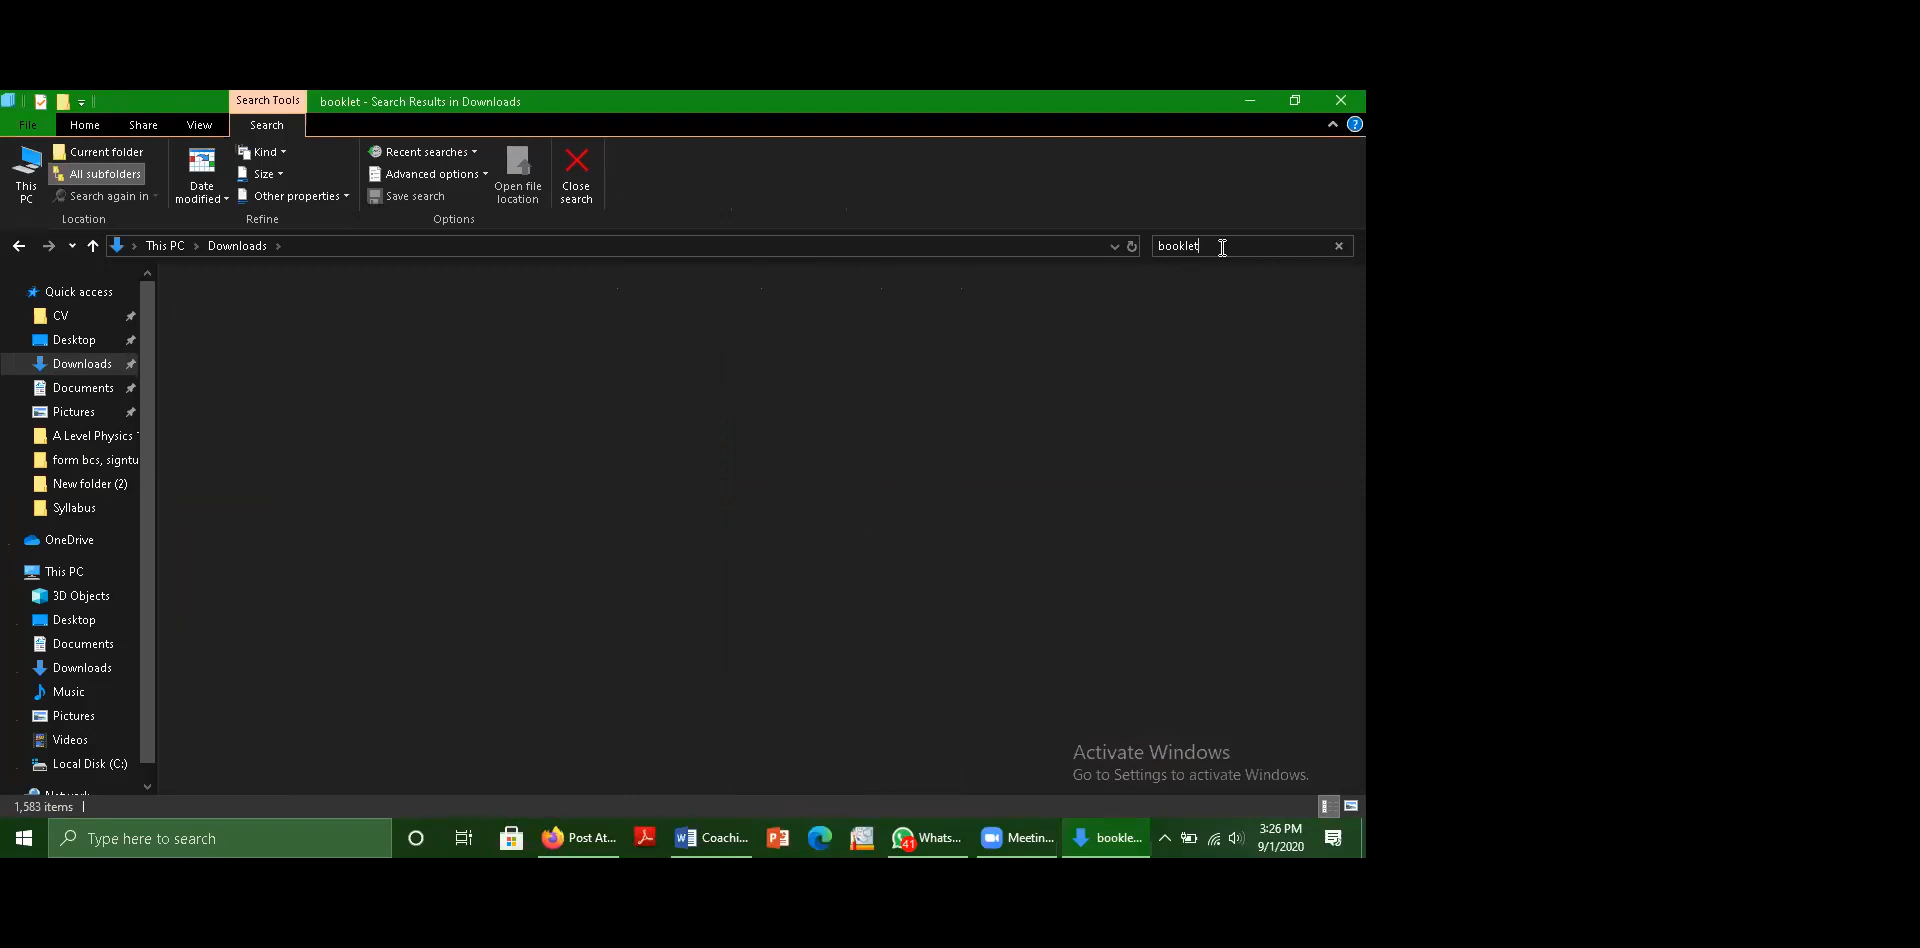 Search Tools
booklet - Search Results in Downloads
File
Home
Share
View
Search
This PC
Current folder
All subfolders
Search again in
Location
Date modified
Kind
Size
Other properties
Refine
Recent searches
Advanced options
Save search
Options
Open file location
Close search
This PC
Downloads
booklet
Quick access
CV
Desktop
Downloads
Documents
Pictures
A Level Physics
form bcs, signtu
New folder (2)
Syllabus
OneDrive
This PC
3D Objects
Desktop
Documents
Downloads
Music
Pictures
Videos
Local Disk (C:)
Network
Activate Windows
Go to Settings to activate Windows.
1,583 items
Type here to search
Post At...
Coachi...
41
Whats...
Meetin...
bookle...
3:26 PM
9/1/2020